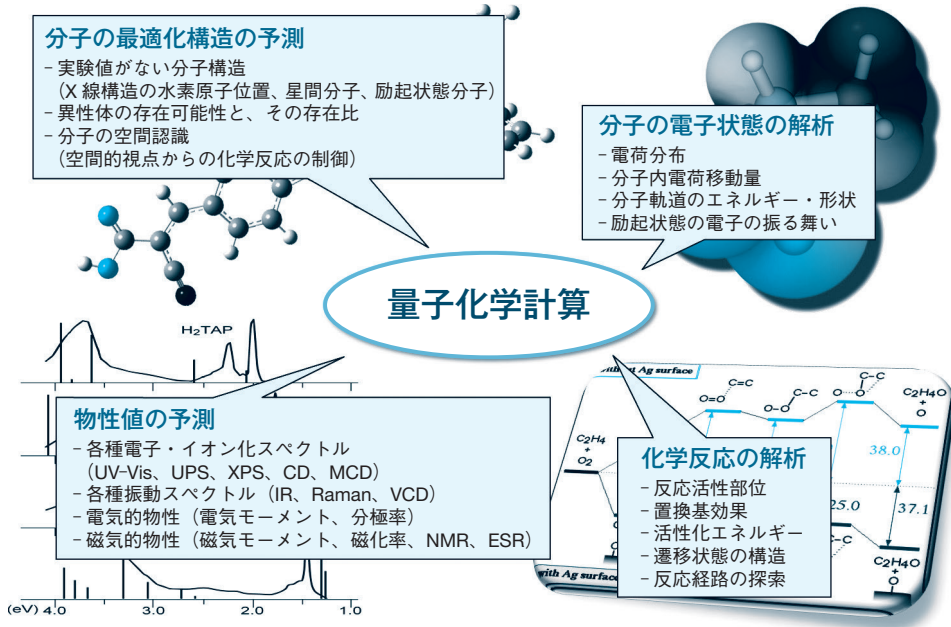 分子の最適化構造の予測
- 実験値がない分子構造
(X 線構造の水素原子位置、星間分子、励起状態分子)
- 異性体の存在可能性と、その存在比
- 分子の空間認識
(空間的視点からの化学反応の制御)
分子の電子状態の解析
- 電荷分布
- 分子内電荷移動量
- 分子軌道のエネルギー・形状
- 励起状態の電子の振る舞い
量子化学計算
H₂TAP
物性値の予測
- 各種電子・イオン化スペクトル
(UV-Vis、UPS、XPS、CD、MCD)
- 各種振動スペクトル(IR、Raman、VCD)
- 電気的物性(電気モーメント、分極率)
- 磁気的物性(磁気モーメント、磁化率、NMR、ESR)
(eV) 4.0 3.0 2.0 1.0
化学反応の解析
- 反応活性部位
- 置換基効果
- 活性化エネルギー
- 遷移状態の構造
- 反応経路の探索
Ag surface
C=C
O=O
C-C
O-O
C-C
O-O
C₂H₄O
+
O
C₂H₄
+
O₂
38.0
25.0
37.1
C₂H₄O
+
O
with Ag surface